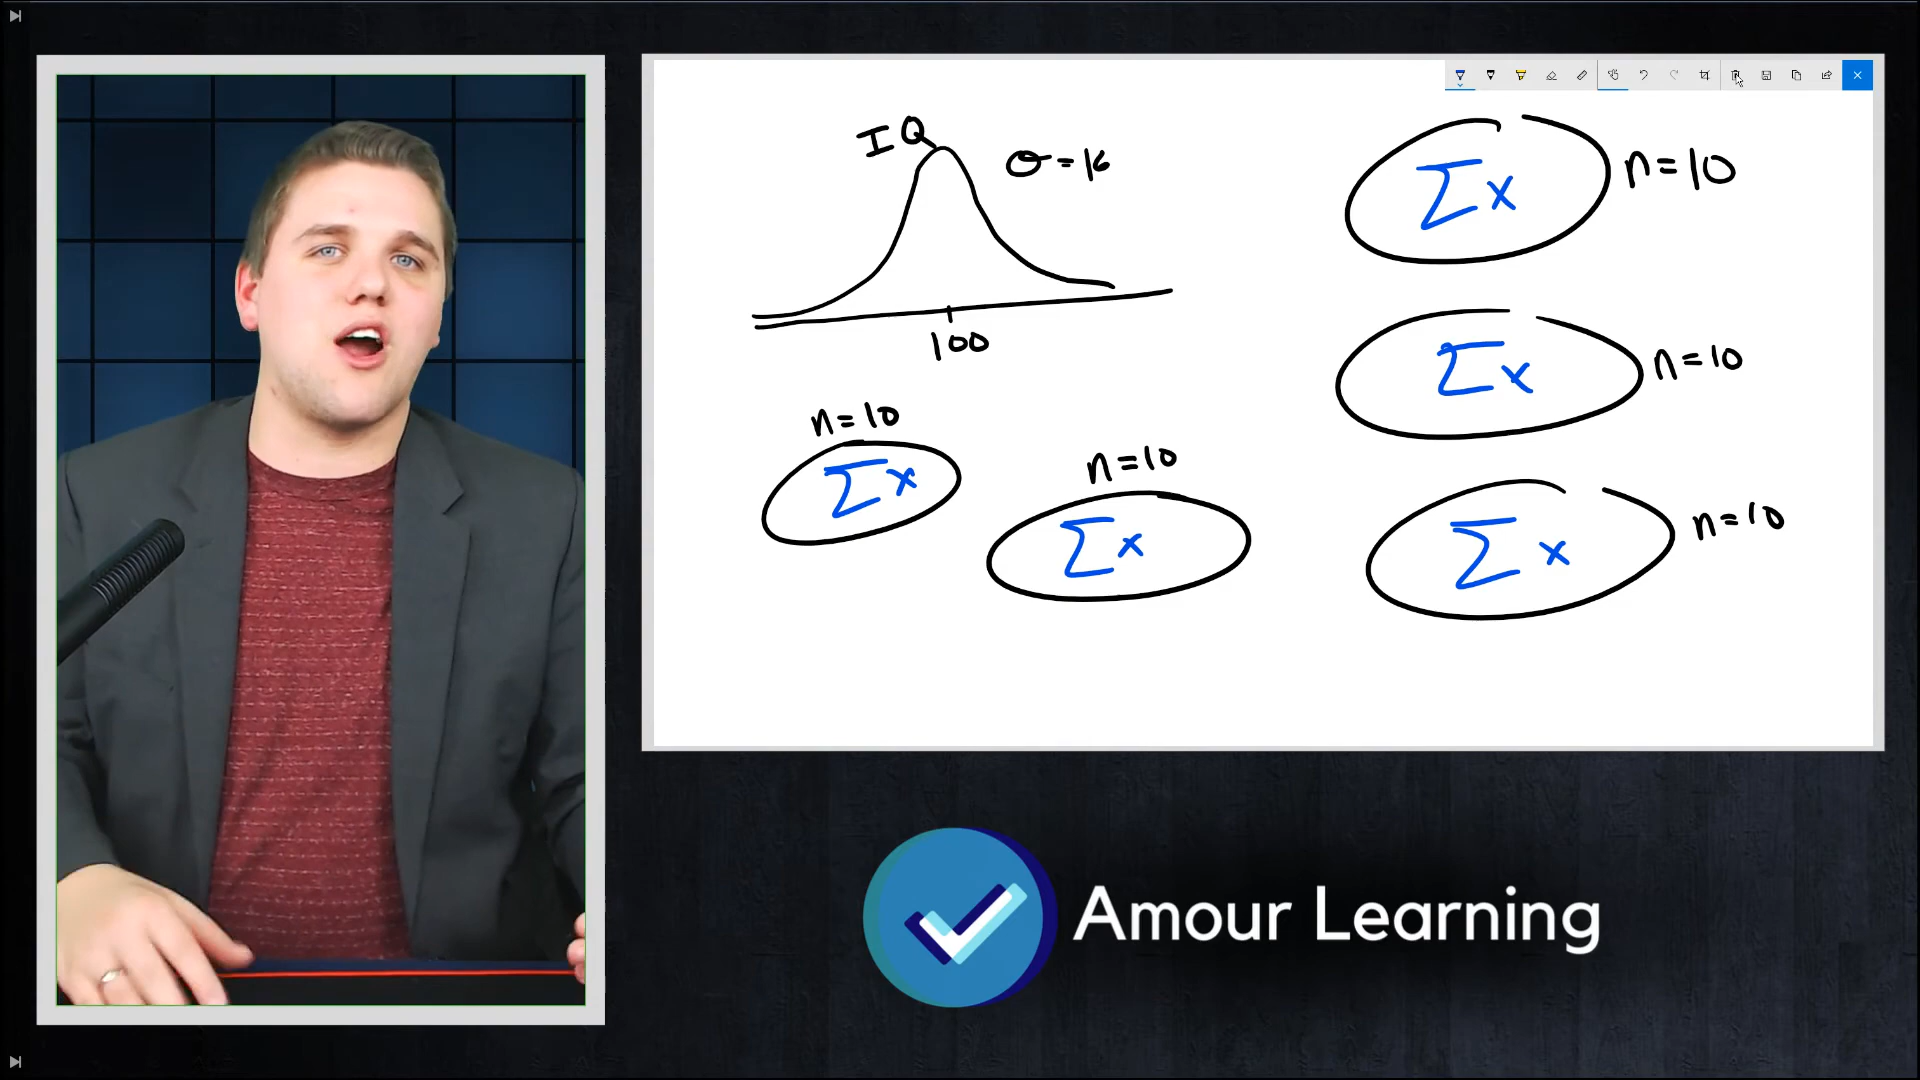 IQ
σ=16
100
n=10
Σx
n=10
Σx
Σx
n=10
Σx
n=10
Σx
n=10
Amour Learning